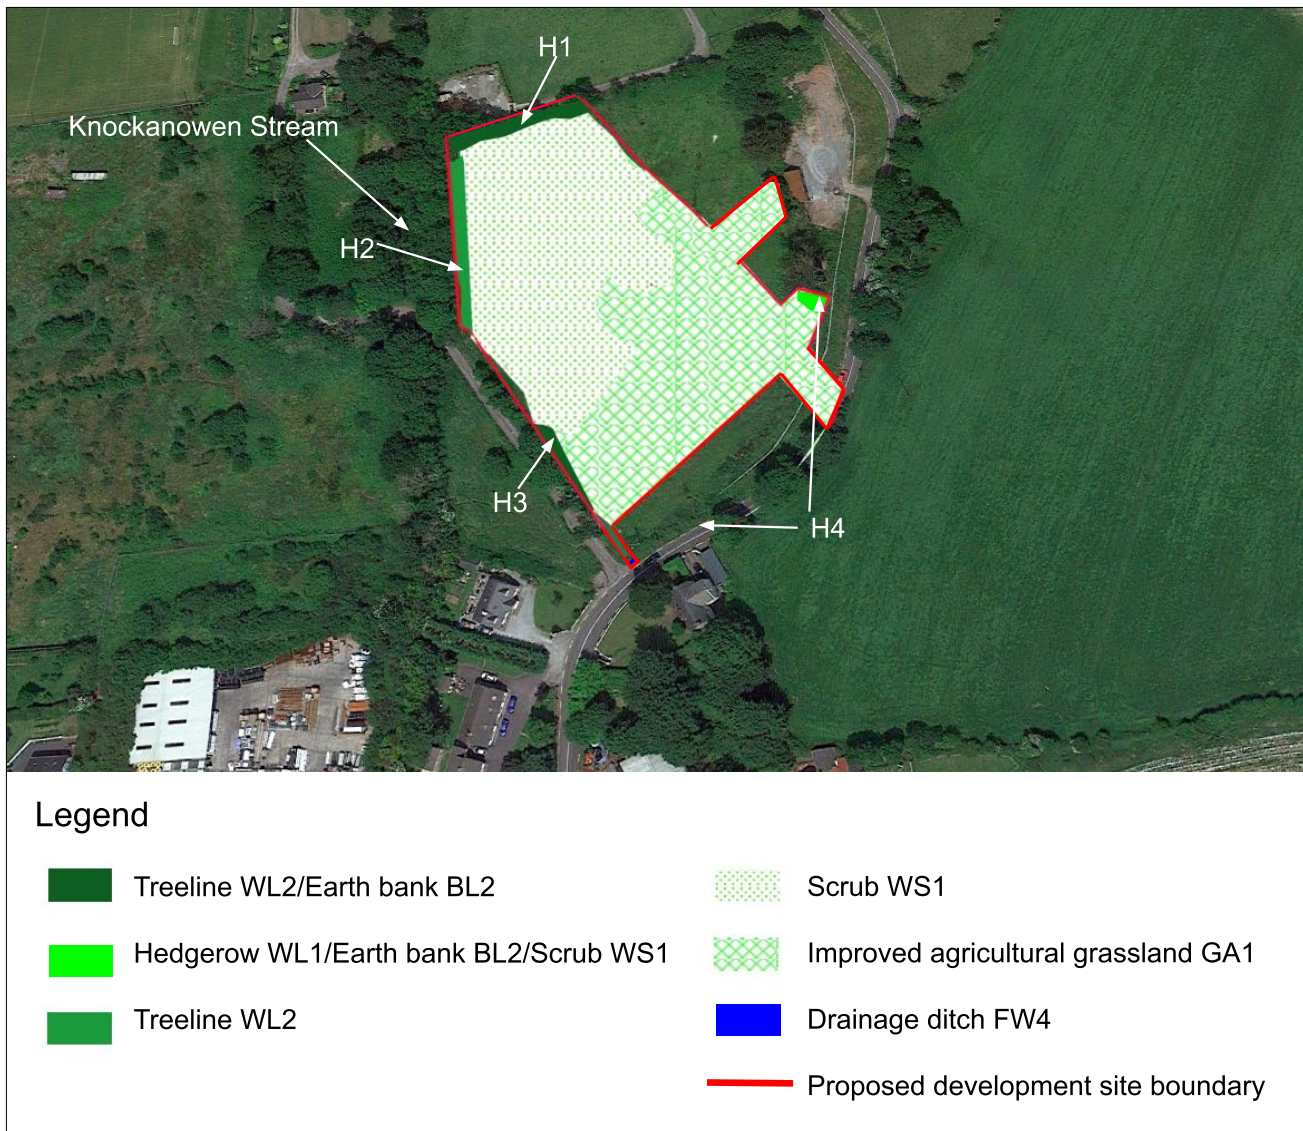 H1
Knockanowen Stream
H2
H3
H4
Legend
Treeline WL2/Earth bank BL2
Hedgerow WL1/Earth bank BL2/Scrub WS1
Treeline WL2
Scrub WS1
Improved agricultural grassland GA1
Drainage ditch FW4
Proposed development site boundary